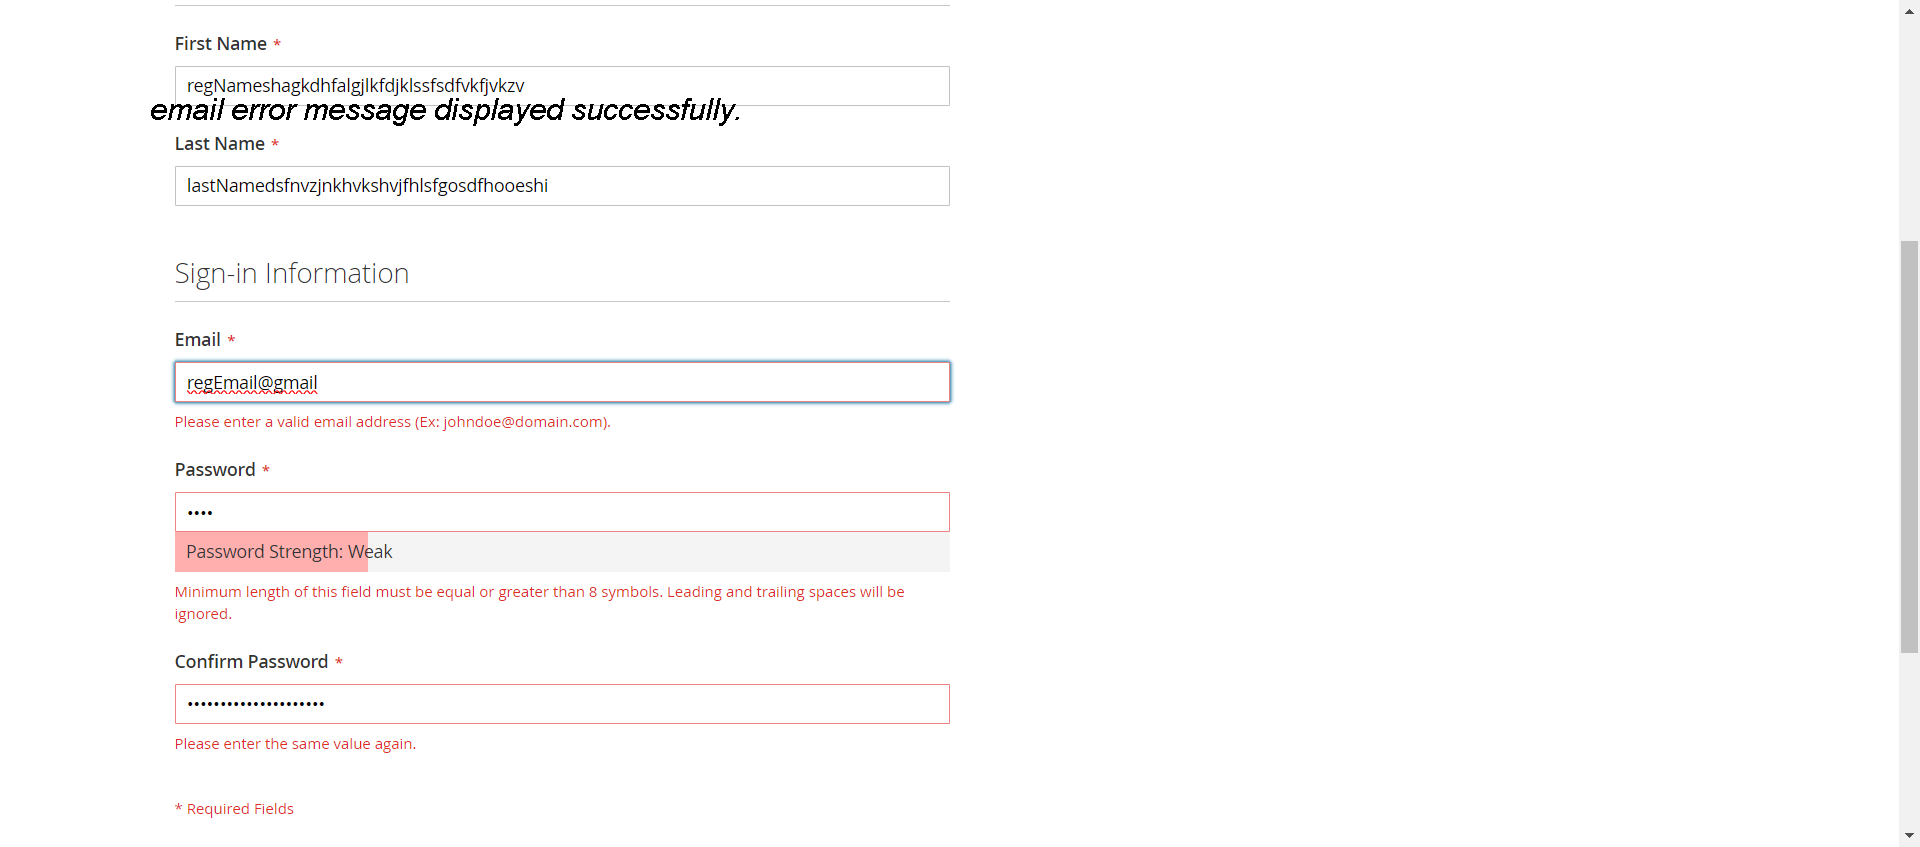 First Name *
regNameshagkdhfalgjlkfdjklssfsdfvkfjvkzv
email error message displayed successfully.
Last Name *
lastNamedsfnvzjnkhvkshvjfhlsfgosdfhooeshi
Sign-in Information
Email *
regEmail@gmail
Please enter a valid email address (Ex: johndoe@domain.com).
Password *
••••
Password Strength: Weak
Minimum length of this field must be equal or greater than 8 symbols. Leading and trailing spaces will be
ignored.
Confirm Password *
•••••••••••••••••••••
Please enter the same value again.
* Required Fields